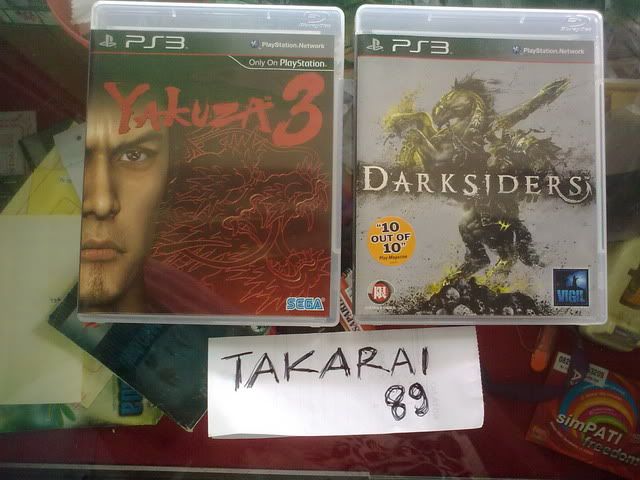 PS3
PlayStation Network
Only On PlayStation
YAKUZA 3
SEGA
PS3
PlayStation Network
DARKSIDERS
"10
OUT OF
10"
Play Magazine
VIGIL
TAKARAI
89
simPATI
freedom